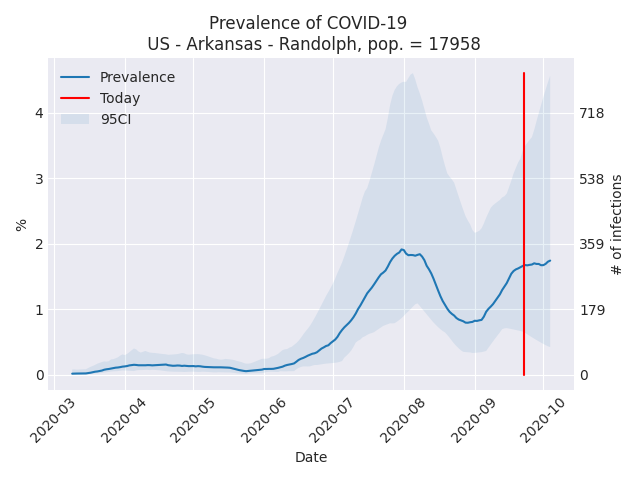 Prevalence of COVID-19
US - Arkansas - Randolph, pop. = 17958
Prevalence
Today
95CI
4
3
2
1
0
%
718
538
359
179
0
# of infections
2020-03
2020-04
2020-05
2020-06
2020-07
2020-08
2020-09
2020-10
Date